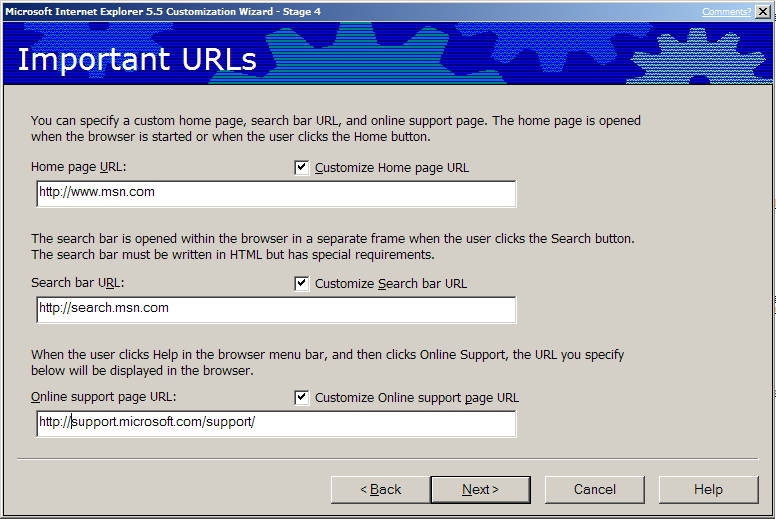 Microsoft Internet Explorer 5.5 Customization Wizard - Stage 4
Comments?
Important URLs
You can specify a custom home page, search bar URL, and online support page. The home page is opened
when the browser is started or when the user clicks the Home button.
Home page URL:
Customize Home page URL
http://www.msn.com
The search bar is opened within the browser in a separate frame when the user clicks the Search button.
The search bar must be written in HTML but has special requirements.
Search bar URL:
Customize Search bar URL
http://search.msn.com
When the user clicks Help in the browser menu bar, and then clicks Online Support, the URL you specify
below will be displayed in the browser.
Online support page URL:
Customize Online support page URL
http://support.microsoft.com/support/
< Back
Next >
Cancel
Help